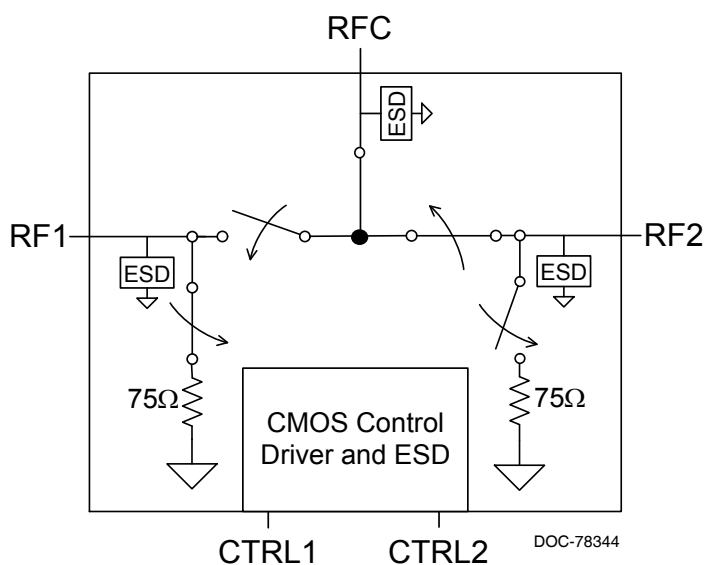 RFC
ESD
RF1
RF2
ESD
ESD
75Ω
75Ω
CMOS Control
Driver and ESD
CTRL1
CTRL2
DOC-78344